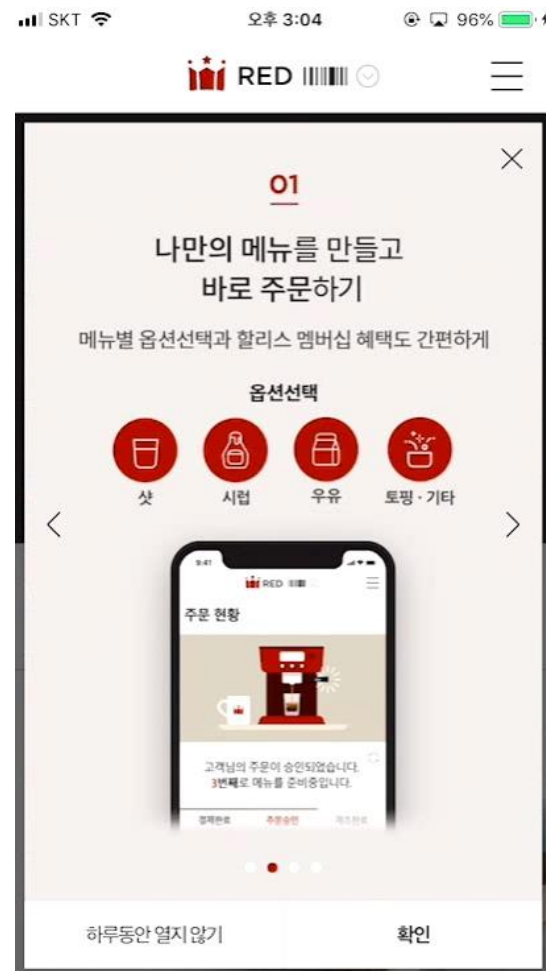 SKT 오후 3:04 96%
RED
01
나만의 메뉴를 만들고
바로 주문하기
메뉴별 옵션선택과 할리스 멤버십 혜택도 간편하게
옵션선택
샷 시럽 우유 토핑·기타
9:41
RED
주문 현황
고객님의 주문이 승인되었습니다.
3번째로 메뉴를 준비중입니다.
결제완료 주문승인 제조완료
하루동안 열지 않기 확인